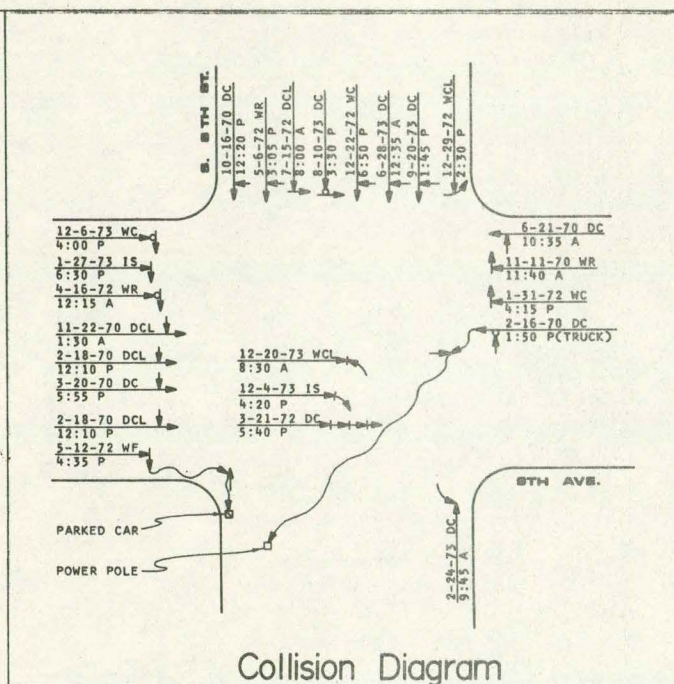 S. ST.
10-16-70 DC
12:20 P
5-6-72 WR
3:05 P
7-15-72 DCL
8:00 A
8-10-73 DC
3:30 P
12-22-72 WC
6:50 P
6-28-73 DC
12:35 A
9-20-73 DC
1:45 P
12-29-72 WCL
2:30 P
12-6-73 WC
4:00 P
1-27-73 IS
6:30 P
4-16-72 WR
12:15 A
11-22-70 DCL
1:30 A
2-18-70 DCL
12:10 P
3-20-70 DC
5:55 P
2-18-70 DCL
12:10 P
5-12-72 WF
4:35 P
6-21-70 DC
10:35 A
11-11-70 WR
11:40 A
1-31-72 WC
4:15 P
2-16-70 DC
1:50 P(TRUCK)
12-20-73 WCL
8:30 A
12-4-73 IS
4:20 P
3-21-72 DC
5:40 P
AVE.
PARKED CAR
POWER POLE
2-24-73 DC
9:45 A
Collision Diagram